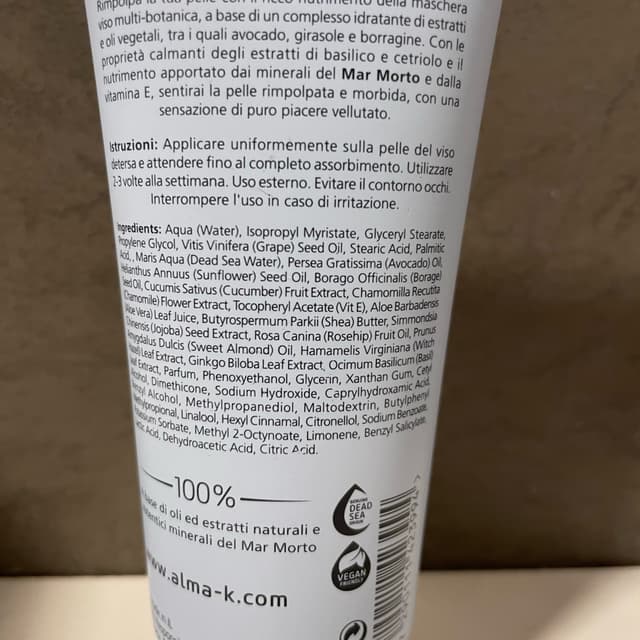 Rimpolpa la tua pelle con il ricco nutrimento della maschera
viso multi-botanica, a base di un complesso idratante di estratti
e oli vegetali, tra i quali avocado, girasole e borragine. Con le
proprietà calmanti degli estratti di basilico e cetriolo e il
nutrimento apportato dai minerali del Mar Morto e dalla
vitamina E, sentirai la pelle rimpolpata e morbida, con una
sensazione di puro piacere vellutato.
Istruzioni: Applicare uniformemente sulla pelle del viso
detersa e attendere fino al completo assorbimento. Utilizzare
2-3 volte alla settimana. Uso esterno. Evitare il contorno occhi.
Interrompere l'uso in caso di irritazione.
Ingredients: Aqua (Water), Isopropyl Myristate, Glyceryl Stearate,
Propylene Glycol, Vitis Vinifera (Grape) Seed Ojl, Stearic Acid, Palmitic
Acid, , Maris Aqua (Dead Sea Water), Persea Gratissima (Avocado) Oil,
Helianthus Annuus (Sunflower) Seed Oil, Borago Officinalis (Borage)
Seed Oil, Cucumis Sativus (Cucumber) Fruit Extract, Chamomilla Recutita
(Chamomile) Flower Extract, Tocopheryl Acetate (Vit E), Aloe Barbadensis
(Aloe Vera) Leaf Juice, Butyrospermum Parkii (Shea) Butter, Simmondsia
Chinensis (Jojoba) Seed Extract, Rosa Canina (Rosehip) Fruit Oil, Prunus
Amygdalus Dulcis (Sweet Almond) Oil, Hamamelis Virginiana (Witch
Hazel) Leaf Extract, Ginkgo Biloba Leaf Extract, Ocimum Basilicum (Basil)
Leaf Extract, Parfum, Phenoxyethanol, Glycerin, Xanthan Gum, Cetyl
Alcohol, Dimethicone, Sodium Hydroxide, Caprylhydroxamic Acid,
Alcohol, Methylpropanediol, Maltodextrin, Butylphenyl
Methylpropional, Linalool, Hexyl Cinnamal, Citronellol, Sodium Benzoate,
Potassium Sorbate, Methyl 2-Octynoate, Limonene, Benzyl Salicylate,
Acid, Dehydroacetic Acid, Citric Acid.
100%
base di oli ed estratti naturali e
autentici minerali del Mar Morto
GENUINE
DEAD
SEA
ORIGIN
VEGAN
FRIENDLY
www.alma-k.com